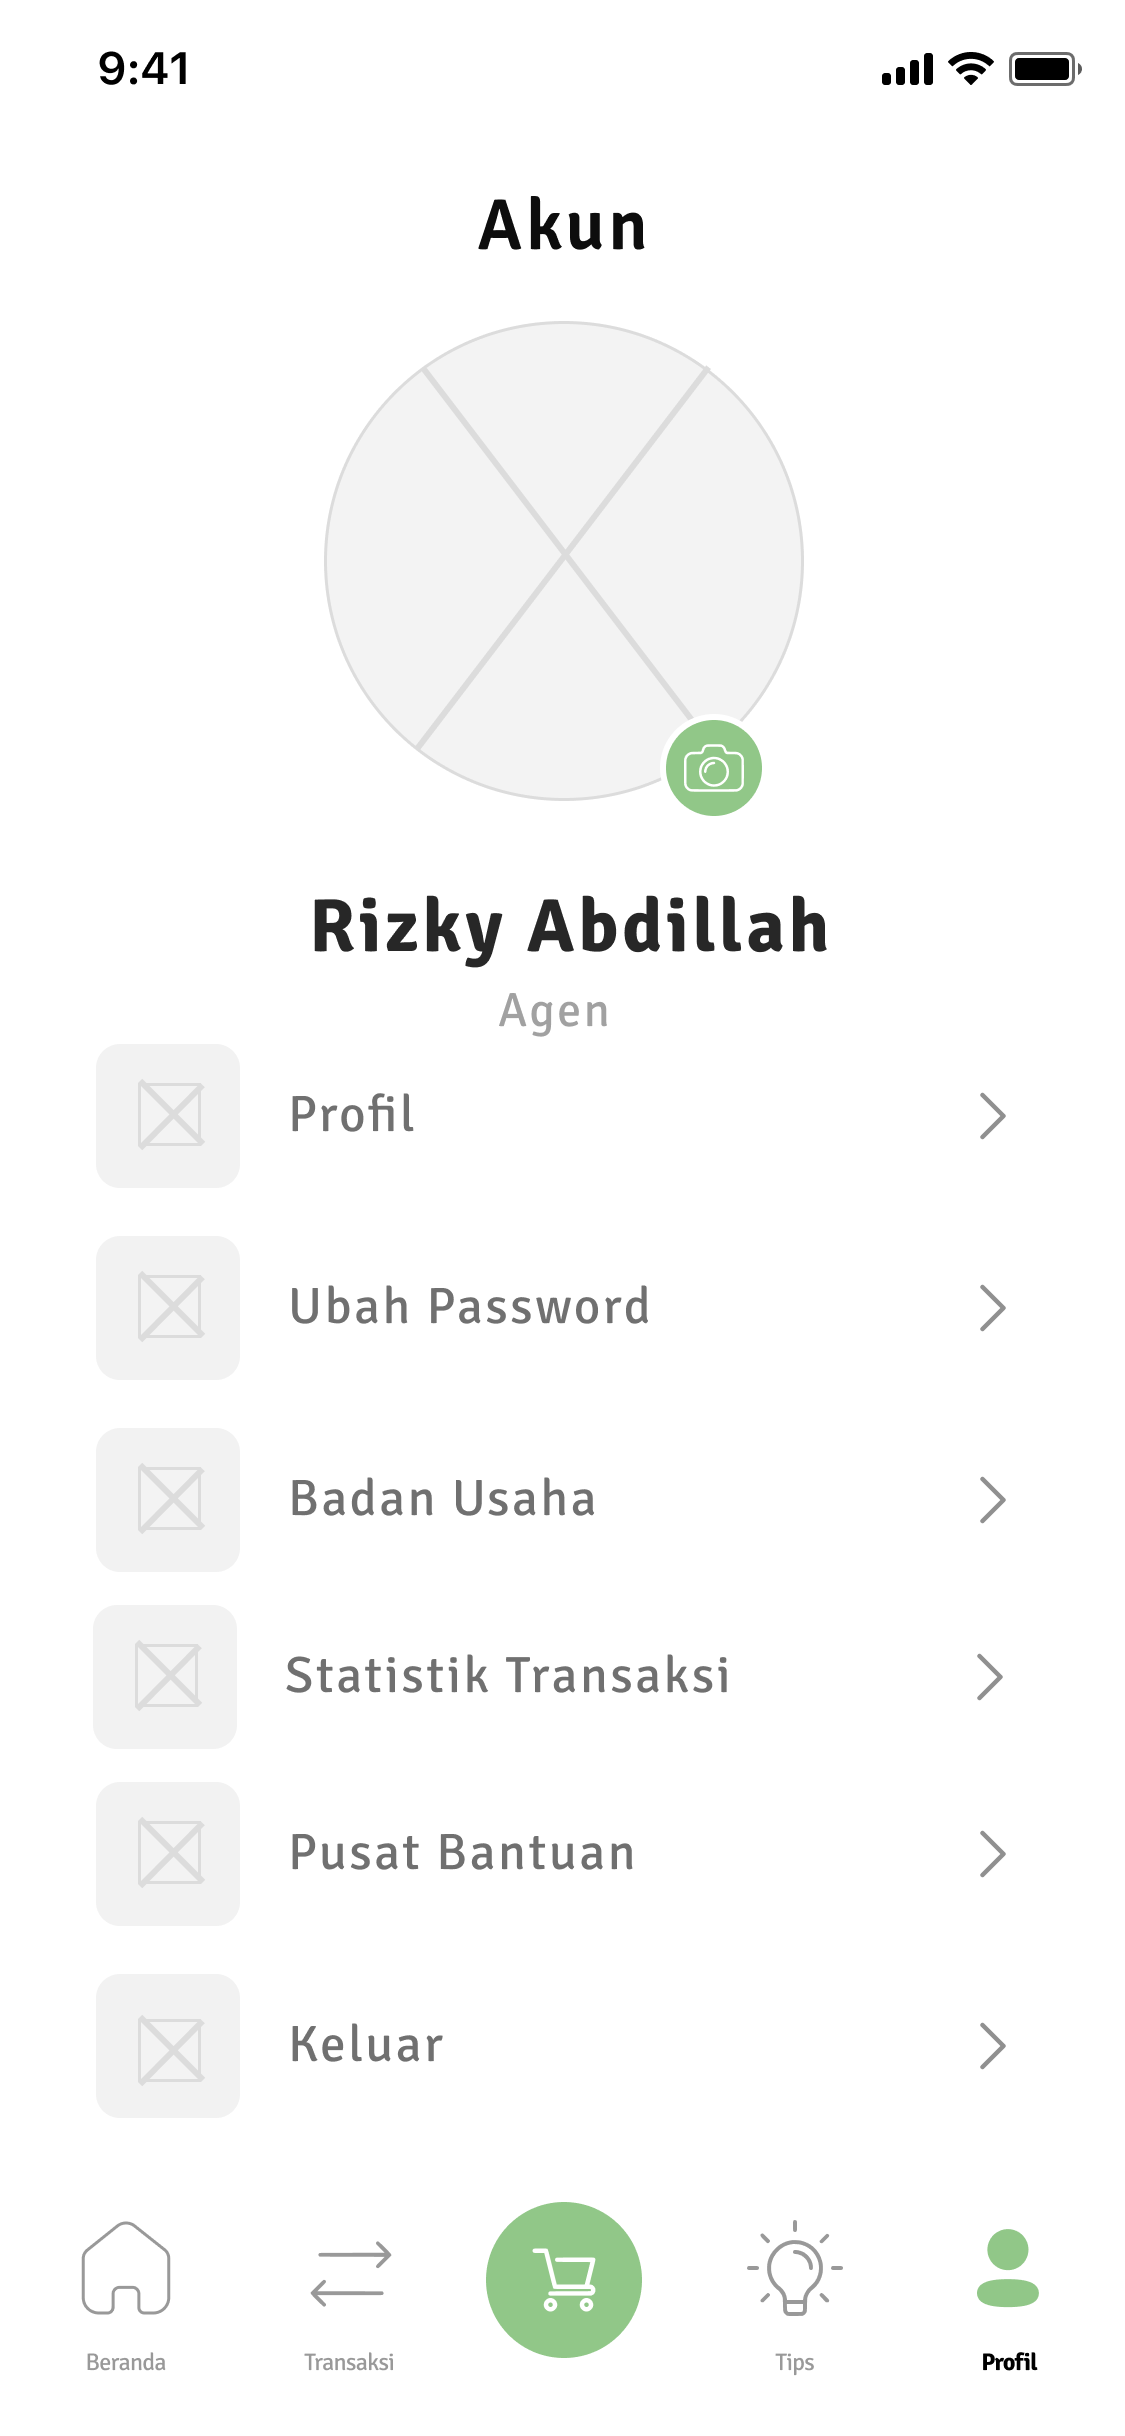 9:41
Akun
Rizky Abdillah
Agen
Profil
Ubah Password
Badan Usaha
Statistik Transaksi
Pusat Bantuan
Keluar
Beranda
Transaksi
Tips
Profil